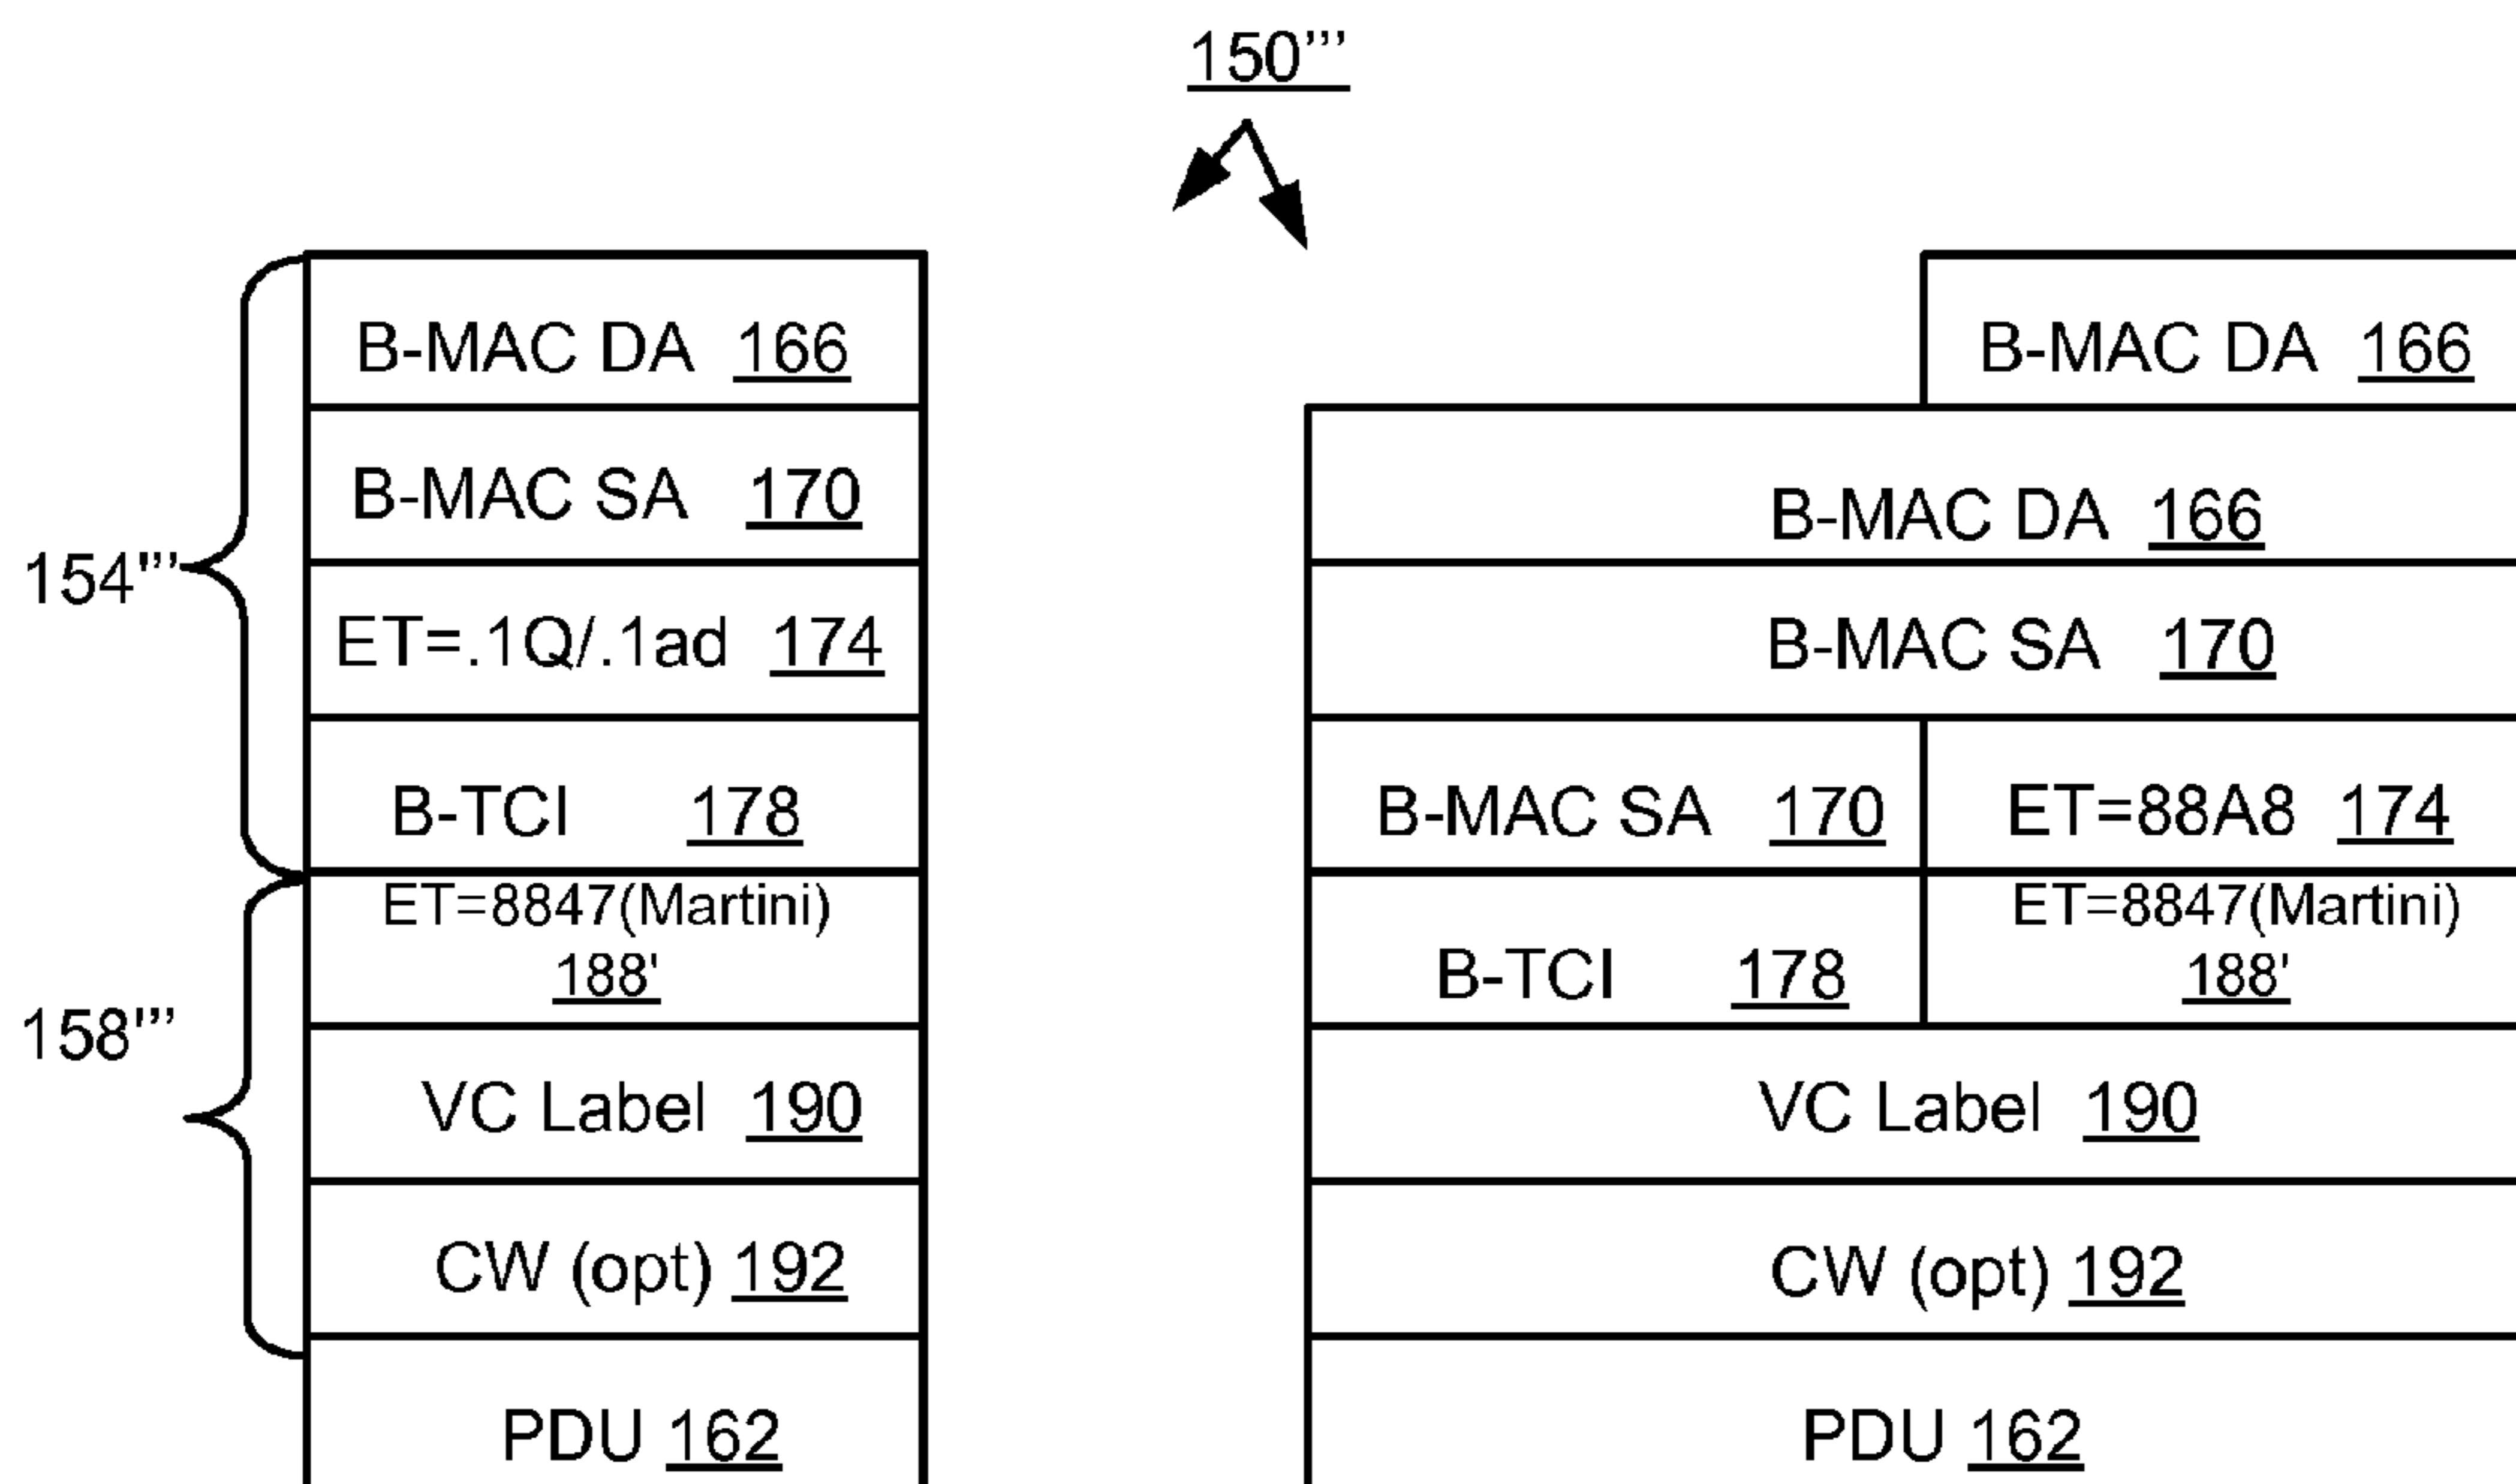 150’’’
B-MAC DA 166
B-MAC SA 170
ET=.1Q/.1ad 174
B-TCI 178
ET=8847(Martini)
188'
VC Label 190
CW (opt) 192
PDU 162
154'’’
158'’’
B-MAC DA 166
B-MAC DA 166
B-MAC SA 170
B-MAC SA 170 ET=88A8 174
B-TCI 178
ET=8847(Martini)
188'
VC Label 190
CW (opt) 192
PDU 162